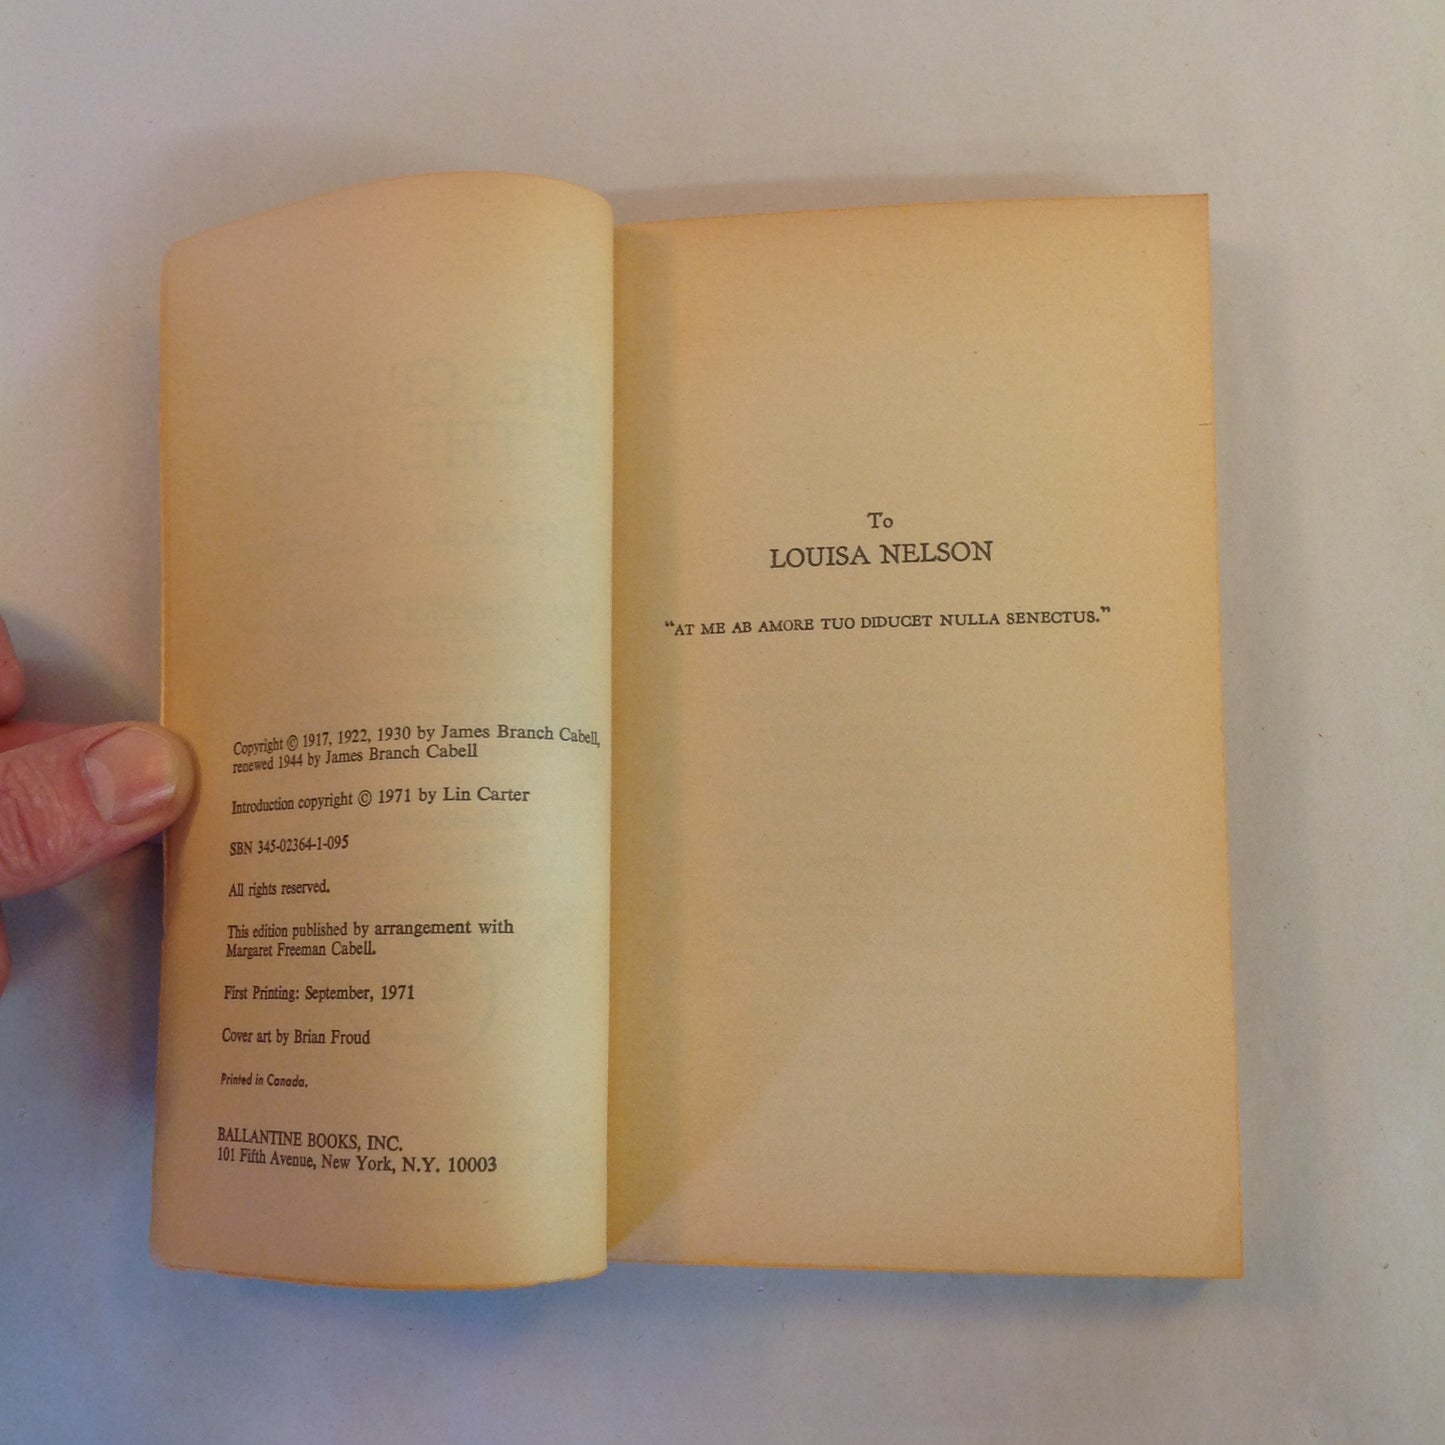 Copyright © 1917, 1922, 1930 by James Branch Cabell,
renewed 1944 by James Branch Cabell
Introduction copyright © 1971 by Lin Carter
SBN 345-02364-1-095
All rights reserved.
This edition published by arrangement with
Margaret Freeman Cabell.
First Printing: September, 1971
Cover art by Brian Froud
Printed in Canada.
BALLANTINE BOOKS, INC.
101 Fifth Avenue, New York, N.Y. 10003
To
LOUISA NELSON
“AT ME AB AMORE TUO DIDUCET NULLA SENECTUS.”